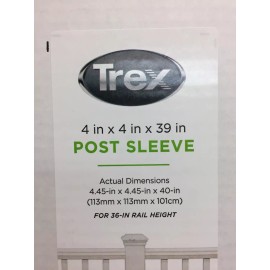 Trex
4 in x 4 in x 39 in
POST SLEEVE
Actual Dimensions
4.45-in x 4.45-in x 40-in
(113mm x 113mm x 101cm)
FOR 36-IN RAIL HEIGHT